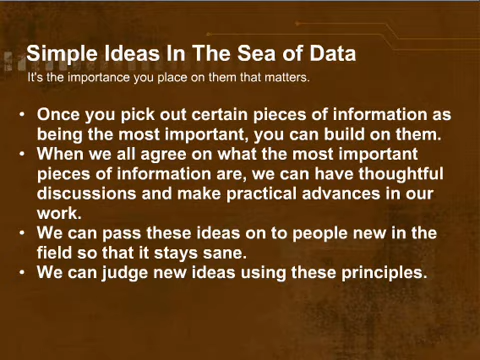 Simple Ideas In The Sea of Data
It's the importance you place on them that matters.
• Once you pick out certain pieces of information as
being the most important, you can build on them.
• When we all agree on what the most important
pieces of information are, we can have thoughtful
discussions and make practical advances in our
work.
• We can pass these ideas on to people new in the
field so that it stays sane.
• We can judge new ideas using these principles.